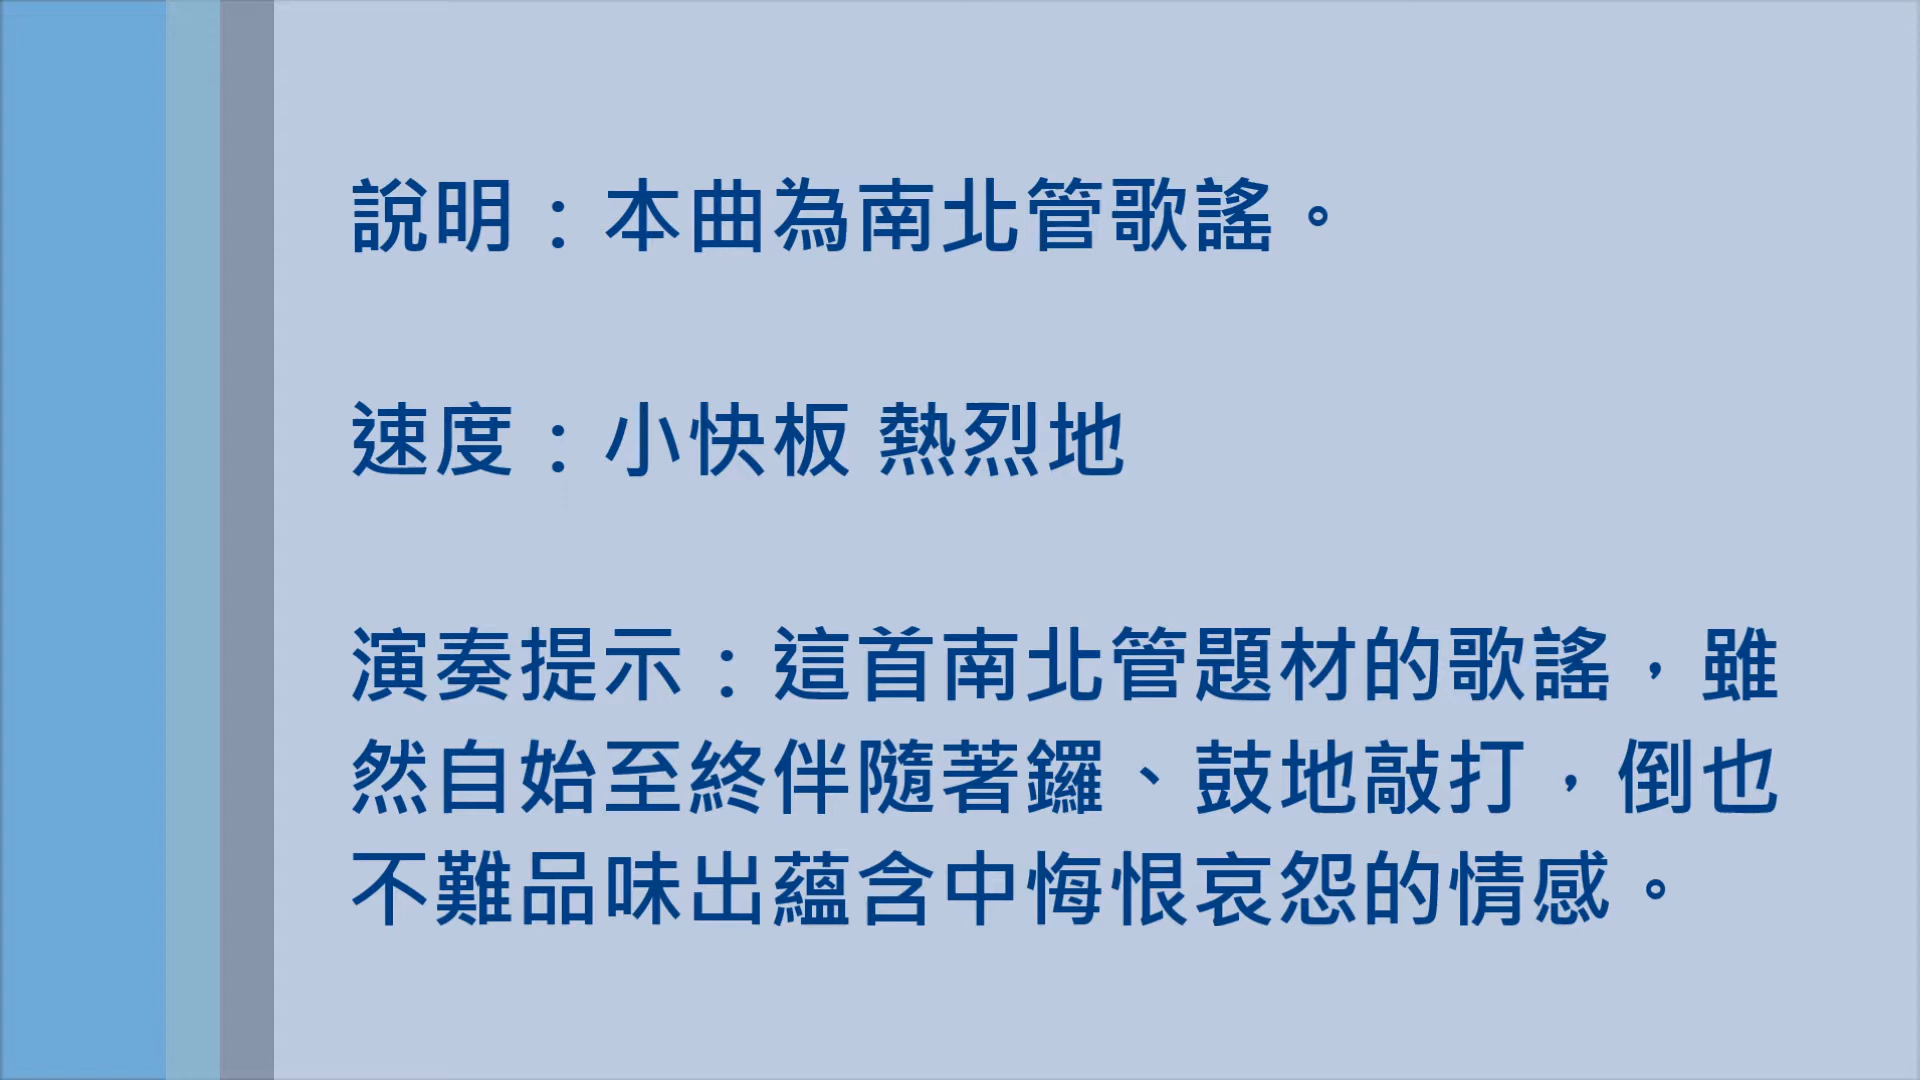 說明：本曲為南北管歌謠。
速度：小快板 熱烈地
演奏提示：這首南北管題材的歌謠，雖
然自始至終伴隨著鑼、鼓地敲打，倒也
不難品味出蘊含中悔恨哀怨的情感。